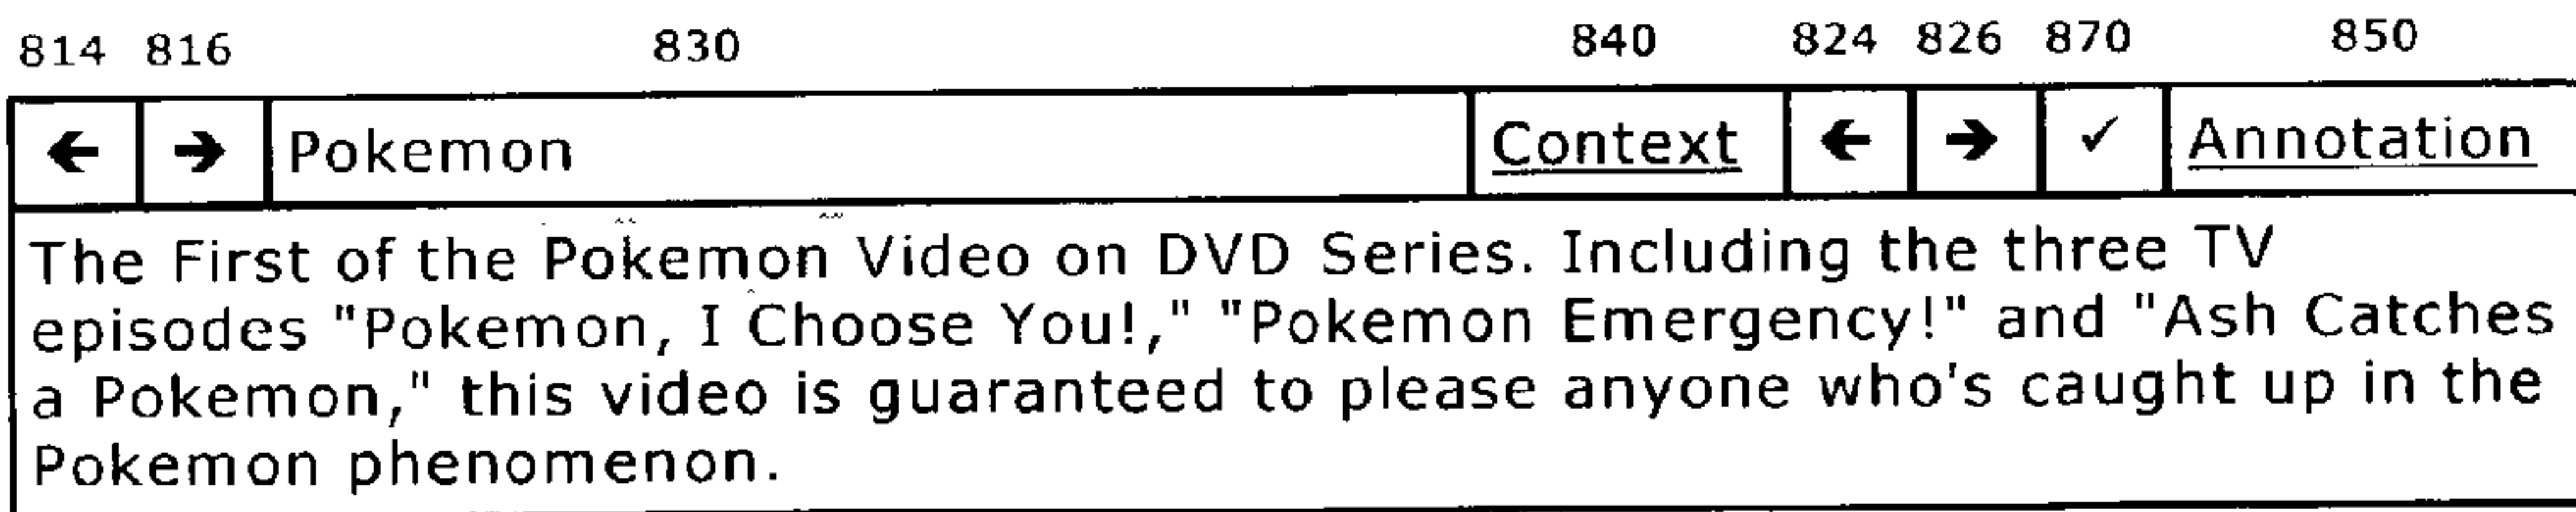 814 816 830 840 824 826 870 850
← → Pokemon Context ← → ✓ Annotation
The First of the Pokemon Video on DVD Series. Including the three TV
episodes "Pokemon, I Choose You!," "Pokemon Emergency!" and "Ash Catches
a Pokemon," this video is guaranteed to please anyone who's caught up in the
Pokemon phenomenon.